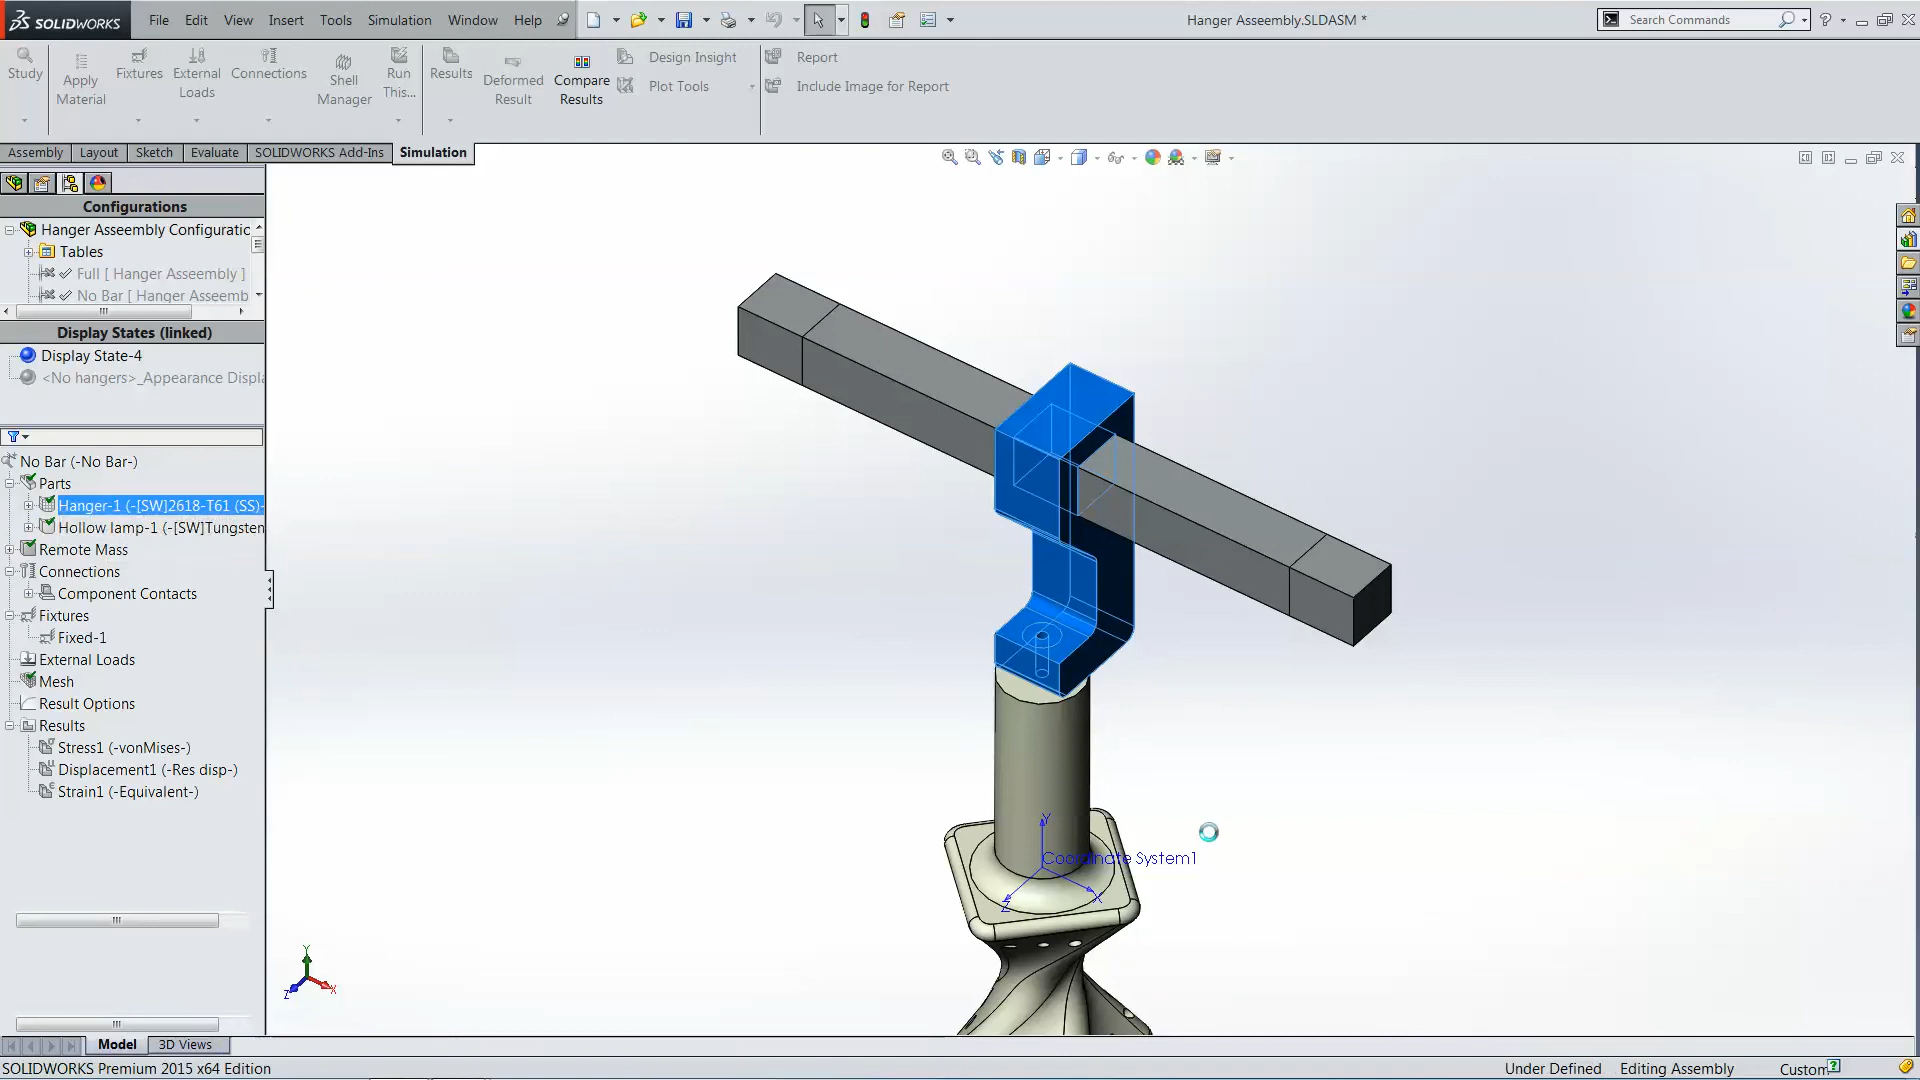 SOLIDWORKS File Edit View Insert Tools Simulation Window Help Hanger Asseembly.SLDASM * Search Commands
Study Apply Material Fixtures External Loads Connections Shell Manager Run This... Results Deformed Result Compare Results Design Insight Plot Tools Report Include Image for Report
Assembly Layout Sketch Evaluate SOLIDWORKS Add-Ins Simulation
Configurations
Hanger Asseembly Configuratic
Tables
Full [ Hanger Asseembly ]
No Bar [ Hanger Asseemb
Display States (linked)
Display State-4
<No hangers>_Appearance Displa
No Bar (-No Bar-)
Parts
Hanger-1 (-[SW]2618-T61 (SS)-
Hollow lamp-1 (-[SW]Tungsten
Remote Mass
Connections
Component Contacts
Fixtures
Fixed-1
External Loads
Mesh
Result Options
Results
Stress1 (-vonMises-)
Displacement1 (-Res disp-)
Strain1 (-Equivalent-)
Y
Coordinate System1
X
Z
Y
X
Z
Model 3D Views
SOLIDWORKS Premium 2015 x64 Edition Under Defined Editing Assembly Custom